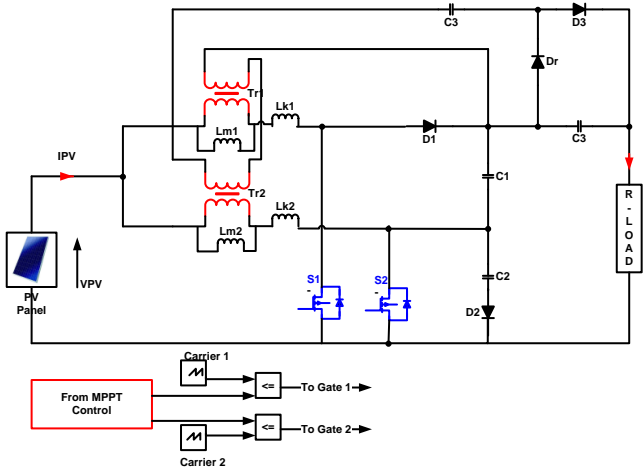 C3
D3
Dr
Tr1
Lk1
Lm1
D1
C3
IPV
Tr2
Lk2
C1
R
-
L
O
A
D
Lm2
VPV
PV
Panel
S1
-
S2
-
C2
D2
Carrier 1
From MPPT
Control
<=
To Gate 1
<=
To Gate 2
Carrier 2